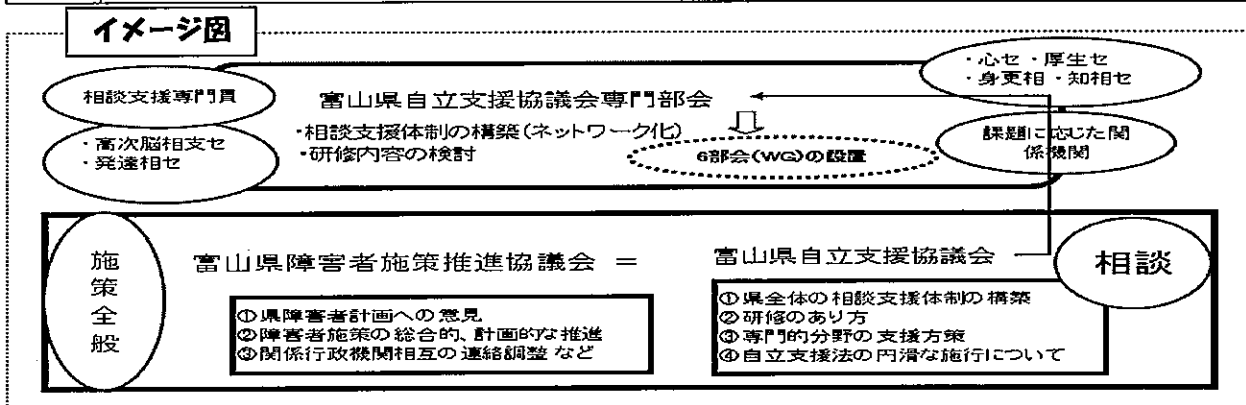 イメージ図
相談支援専門員
・高次脳相支セ
・発達相セ
富山県自立支援協議会専門部会
・相談支援体制の構築(ネットワーク化)
・研修内容の検討
6部会(WG)の設置
・心セ・厚生セ
・身更相・知相セ
課題に応じた関
係機関
施策全般
富山県障害者施策推進協議会 =
①県障害者計画への意見
②障害者施策の総合的、計画的な推進
③関係行政機関相互の連絡調整など
富山県自立支援協議会
①県全体の相談支援体制の構築
②研修のあり方
③専門的分野の支援方策
④自立支援法の円滑な施行について
相談